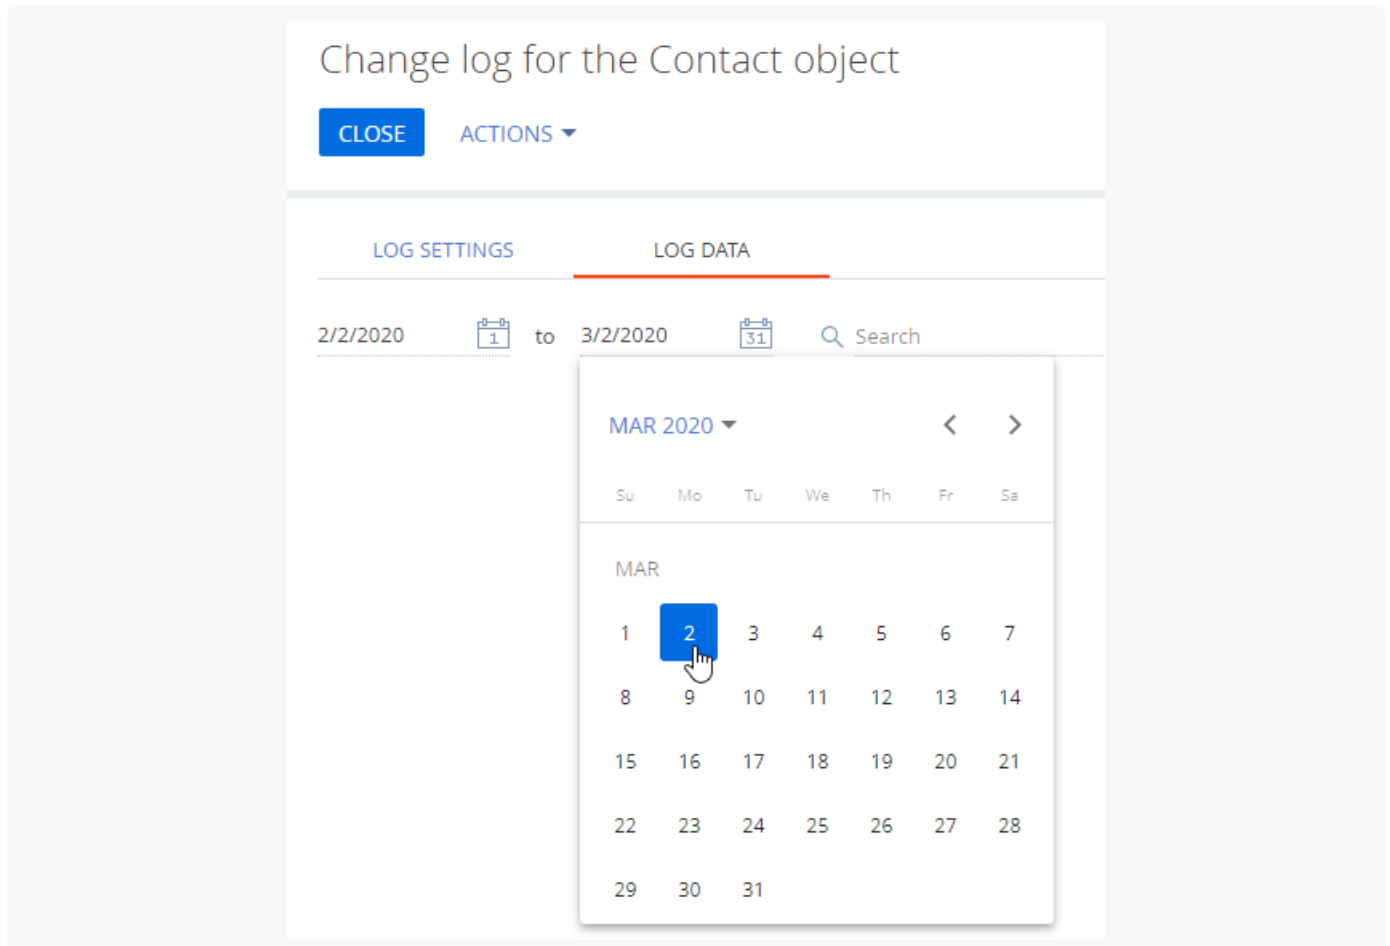 Change log for the Contact object
CLOSE ACTIONS
LOG SETTINGS LOG DATA
2/2/2020 1 to 3/2/2020 31 Search
MAR 2020
Su Mo Tu We Th Fr Sa
MAR
1 2 3 4 5 6 7
8 9 10 11 12 13 14
15 16 17 18 19 20 21
22 23 24 25 26 27 28
29 30 31